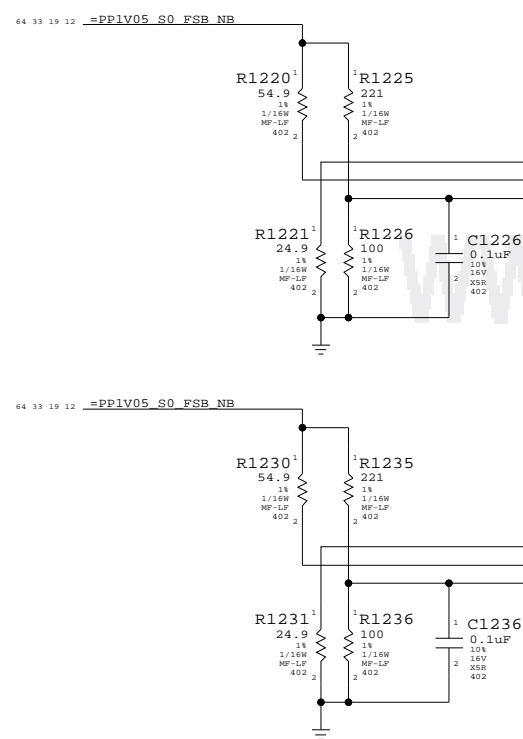 64 33 19 12 =PP1V05_S0_FSB_NB
R1220 1
54.9
1%
1/16W
MF-LF
402
2
1 R1225
221
1%
1/16W
MF-LF
402
2
R1221 1
24.9
1%
1/16W
MF-LF
402
2
1 R1226
100
1%
1/16W
MF-LF
402
2
1 C1226
0.1uF
10%
16V
X5R
402
2
64 33 19 12 =PP1V05_S0_FSB_NB
R1230 1
54.9
1%
1/16W
MF-LF
402
2
1 R1235
221
1%
1/16W
MF-LF
402
2
R1231 1
24.9
1%
1/16W
MF-LF
402
2
1 R1236
100
1%
1/16W
MF-LF
402
2
1 C1236
0.1uF
10%
16V
X5R
402
2